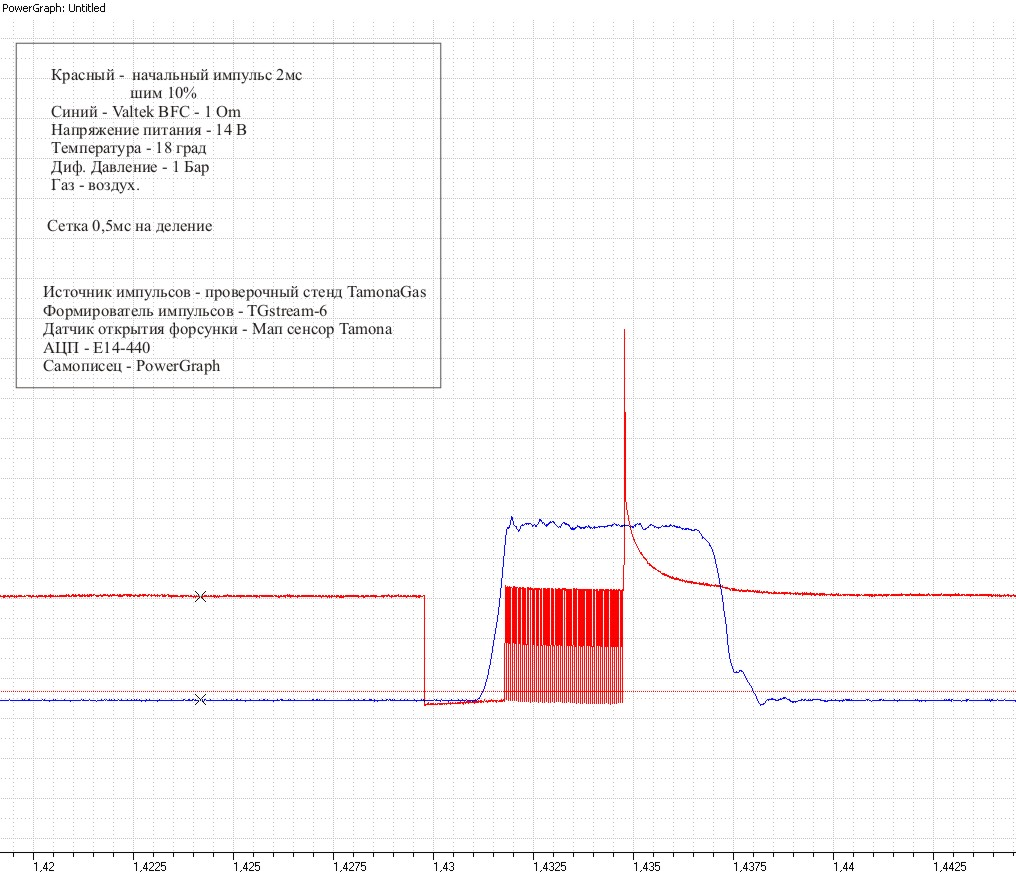 PowerGraph: Untitled
Красный - начальный импульс 2мс
шим 10%
Синий - Valtek BFC - 1 Om
Напряжение питания - 14 В
Температура - 18 град
Диф. Давление - 1 Бар
Газ - воздух.
Сетка 0,5мс на деление
Источник импульсов - проверочный стенд TamonaGas
Формирователь импульсов - TGstream-6
Датчик открытия форсунки - Мап сенсор Tamona
АЦП - E14-440
Самописец - PowerGraph
1,42 1,4225 1,425 1,4275 1,43 1,4325 1,435 1,4375 1,44 1,4425